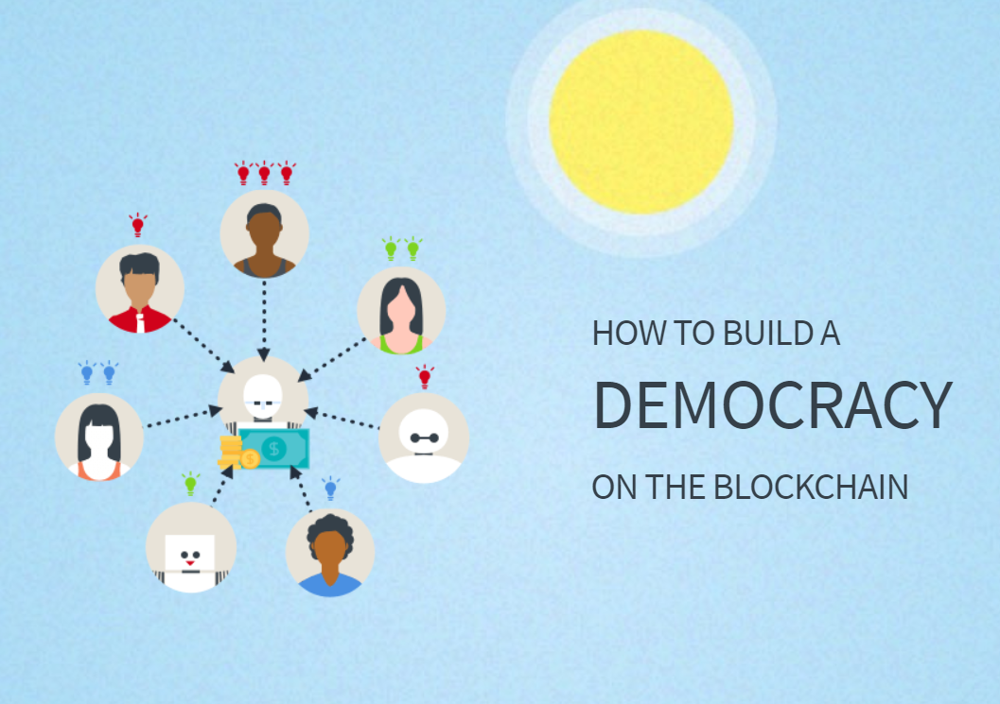 HOW TO BUILD A
DEMOCRACY
ON THE BLOCKCHAIN
$
$